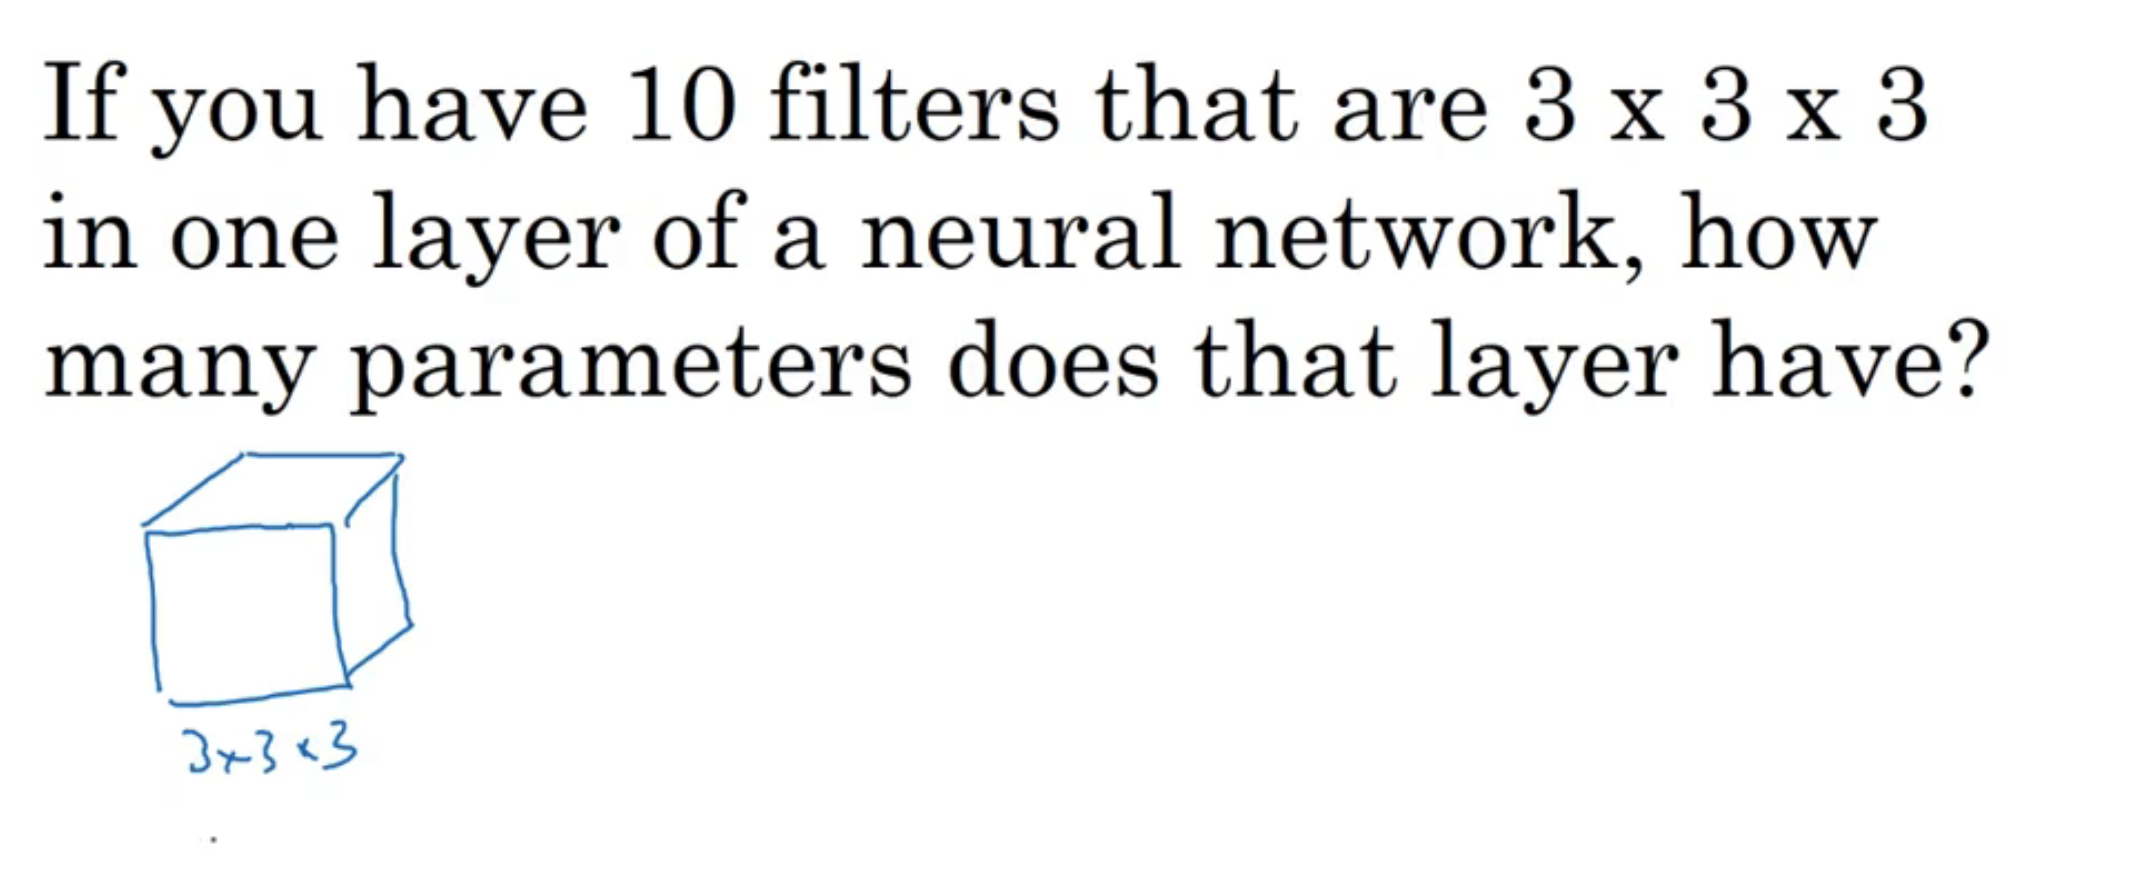 If you have 10 filters that are 3 x 3 x 3
in one layer of a neural network, how
many parameters does that layer have?
3x3x3